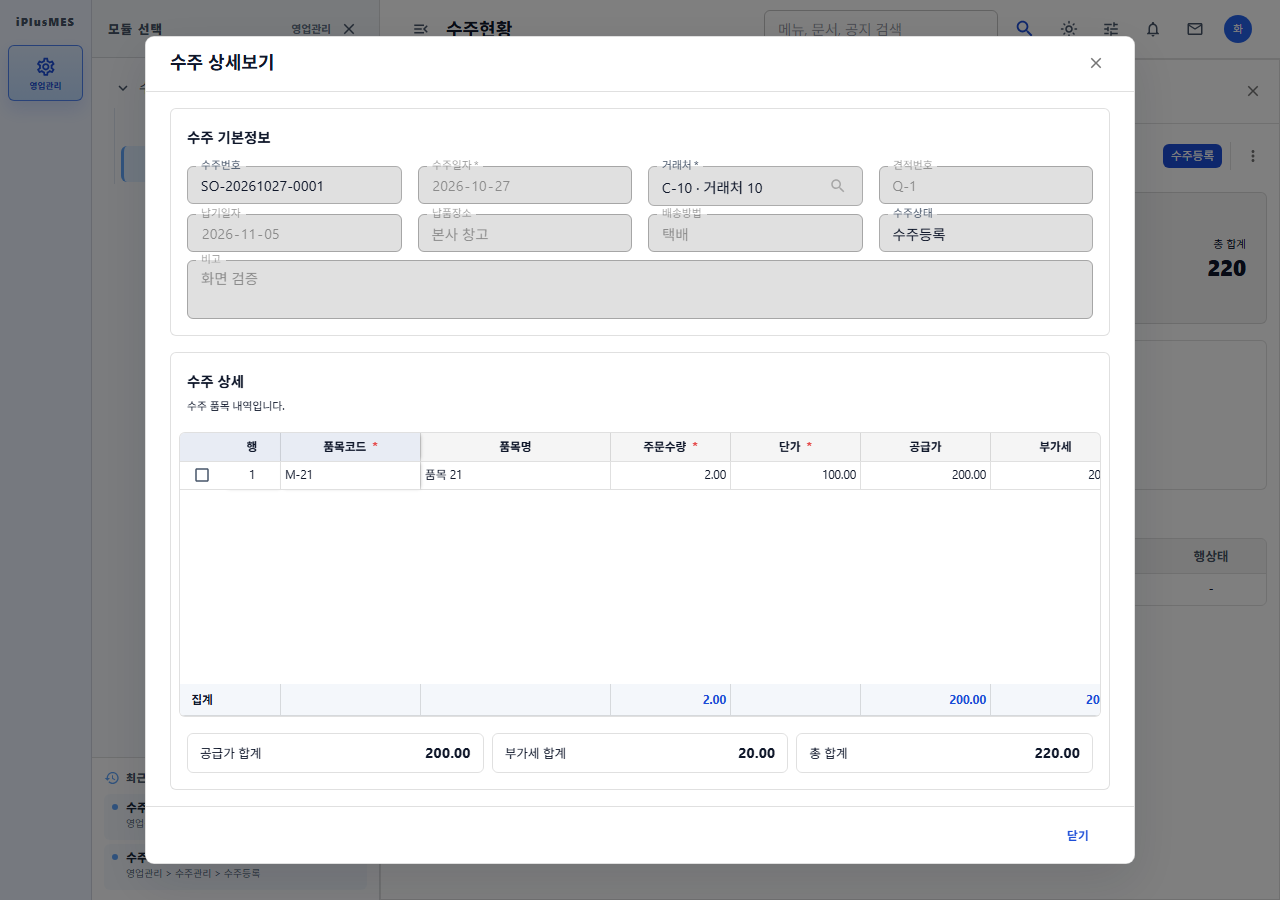 iPlusMES
모듈 선택
영업관리
수주현황
메뉴, 문서, 공지 검색
화
영업관리
수주 상세보기
수주 기본정보
수주번호
SO-20261027-0001
수주일자 *
2026-10-27
거래처 *
C-10 · 거래처 10
견적번호
Q-1
납기일자
2026-11-05
납품장소
본사 창고
배송방법
택배
수주상태
수주등록
비고
화면 검증
수주등록
총 합계
220
수주 상세
수주 품목 내역입니다.
행 품목코드 * 품목명 주문수량 * 단가 * 공급가 부가세
1 M-21 품목 21 2.00 100.00 200.00 20
집계 2.00 200.00 20
공급가 합계 200.00
부가세 합계 20.00
총 합계 220.00
행상태
-
닫기
최근
수주
영업
수주
영업관리 > 수주관리 > 수주등록